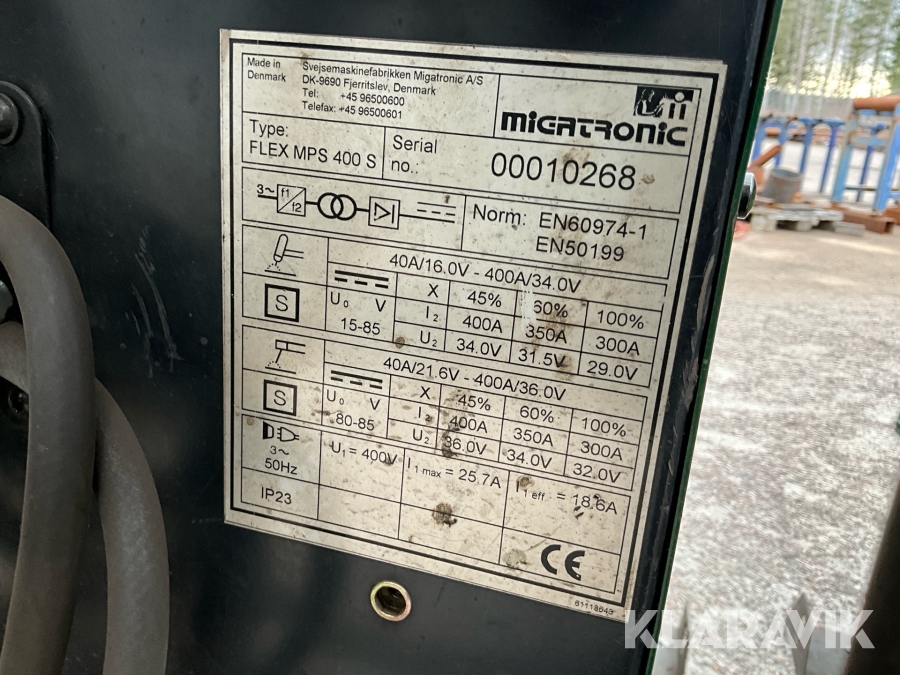 Made in
Denmark
Svejsemaskinefabrikken Migatronic A/S
DK-9690 Fjerritslev, Denmark
Tel: +45 96500600
Telefax: +45 96500601
MIGATRONIC
Type:
FLEX MPS 400 S
Serial
no.: 00010268
3~ f1
f2
Norm: EN60974-1
EN50199
40A/16.0V - 400A/34.0V
X 45% 60% 100%
S U0 V I2 400A 350A 300A
15-85 U2 34.0V 31.5V 29.0V
40A/21.6V - 400A/36.0V
X 45% 60% 100%
S U0 V I2 400A 350A 300A
80-85 U2 36.0V 34.0V 32.0V
3~
50Hz
U1 = 400V I1 max = 25.7A I1 eff = 18.6A
IP23
CE
61118643
KLARAVIK